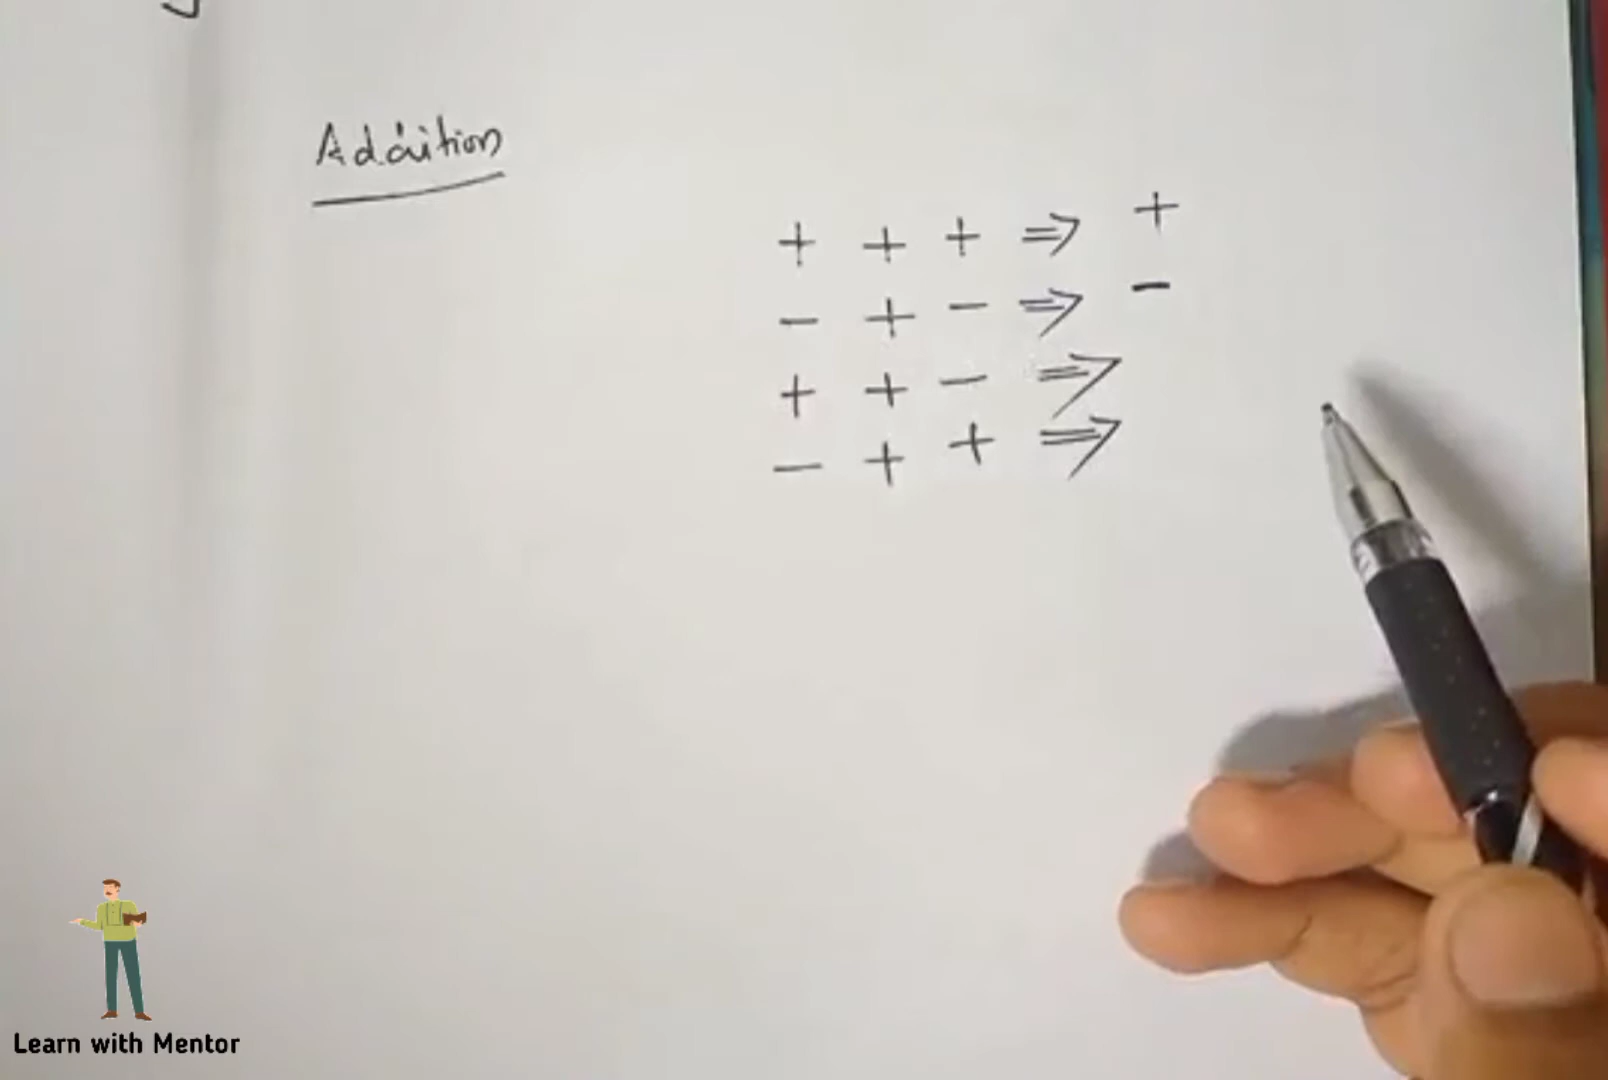 Addition
+ + + ⇒ +
- + - ⇒ -
+ + - ⇒
- + + ⇒
Learn with Mentor